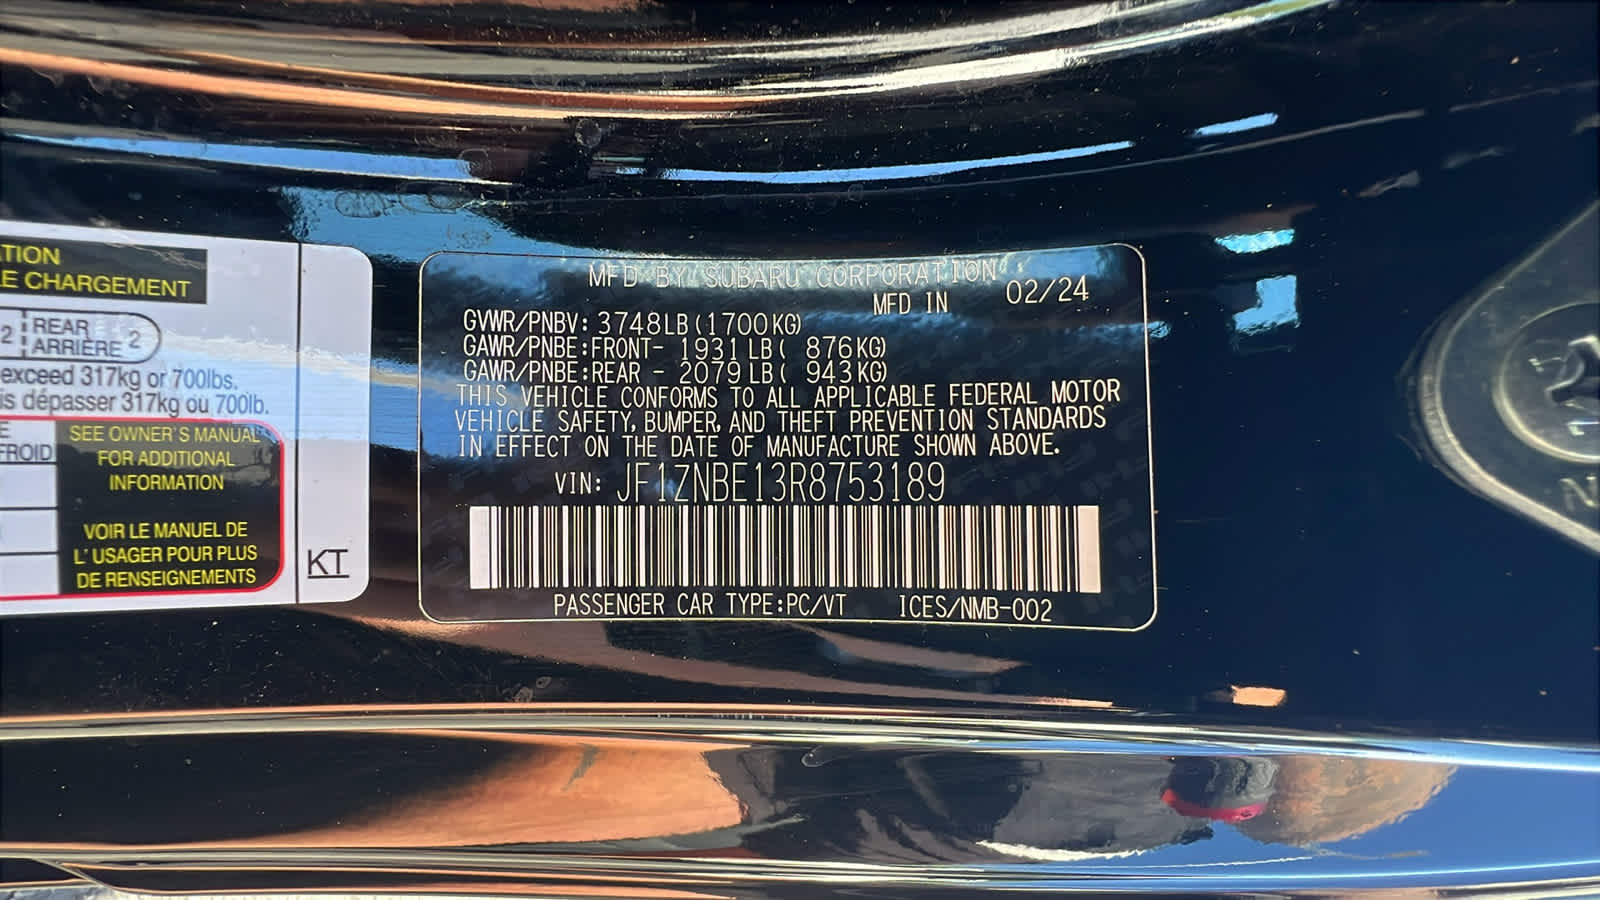 TION
LE CHARGEMENT
2 REAR 2
ARRIÈRE
exceed 317kg or 700lbs.
is dépasser 317kg ou 700lb.
E
FROID
SEE OWNER'S MANUAL
FOR ADDITIONAL
INFORMATION
VOIR LE MANUEL DE
L' USAGER POUR PLUS
DE RENSEIGNEMENTS
KT
MFD BY SUBARU CORPORATION
MFD IN 02/24
GVWR/PNBV: 3748LB(1700KG)
GAWR/PNBE:FRONT- 1931LB( 876KG)
GAWR/PNBE:REAR - 2079LB( 943KG)
THIS VEHICLE CONFORMS TO ALL APPLICABLE FEDERAL MOTOR
VEHICLE SAFETY, BUMPER, AND THEFT PREVENTION STANDARDS
IN EFFECT ON THE DATE OF MANUFACTURE SHOWN ABOVE.
VIN: JF1ZNBE13R8753189
PASSENGER CAR TYPE:PC/VT ICES/NMB-002